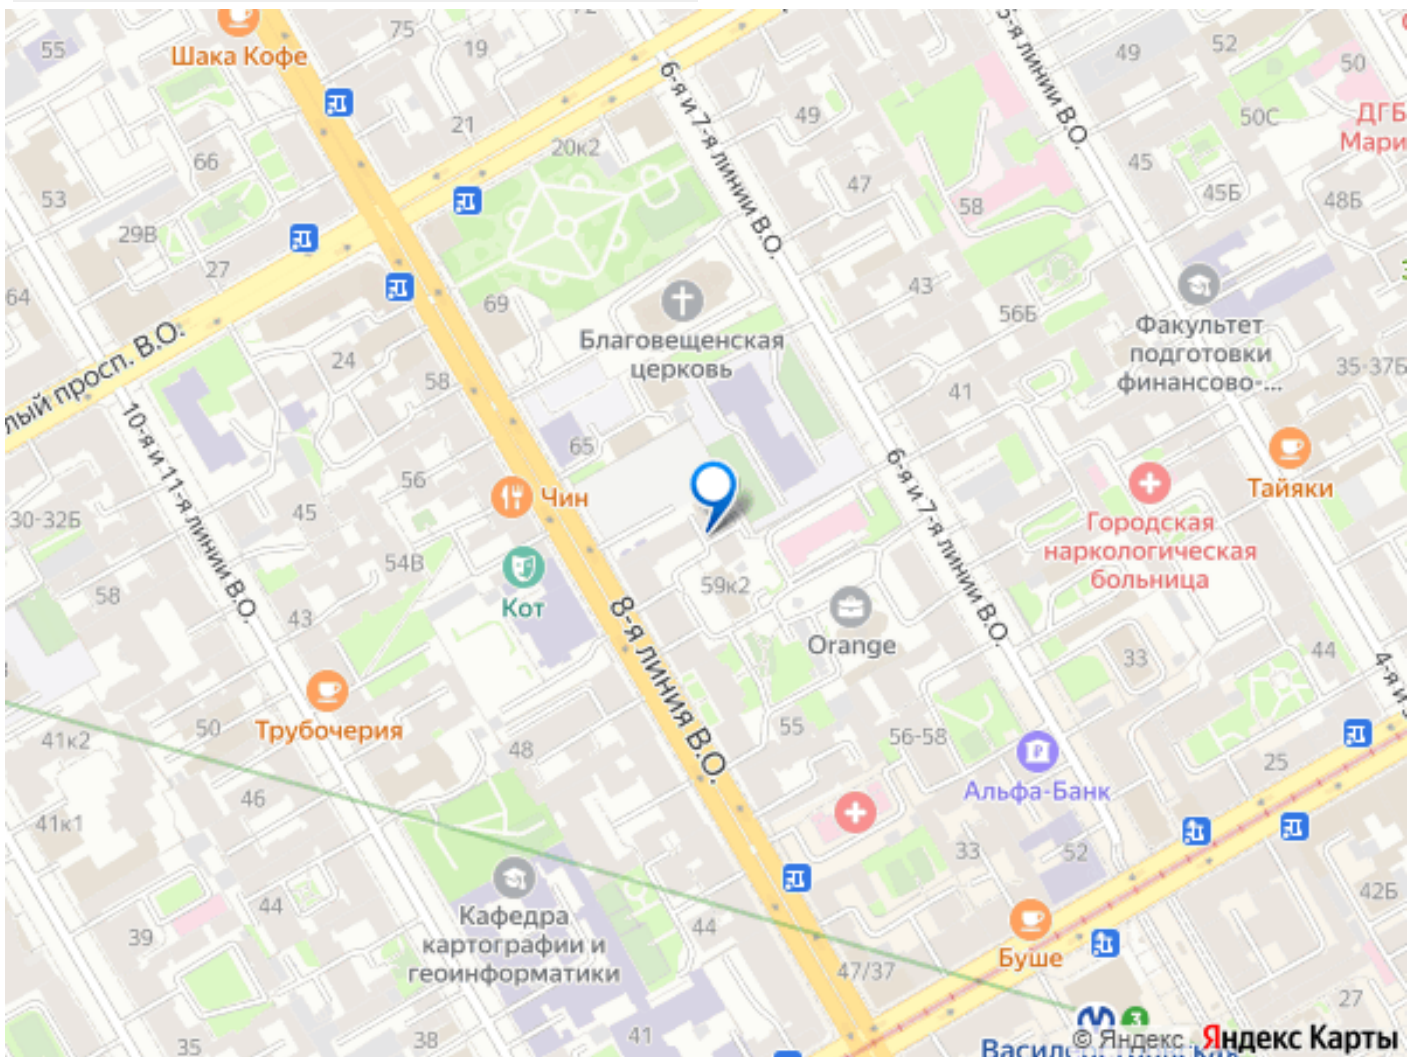 55
Шака Кофе
75
19
72
21
20к2
66
53
29В
27
64
лый просп. В.О.
6-я и 7-я линии В.О.
49
47
58
5-я линии В.О.
49
52
50
50С
ДГБ
Мари
45
45Б
48Б
43
56Б
69
Благовещенская
церковь
Факультет
подготовки
финансово-...
35-37Б
24
58
41
65
10-я и 11-я линии В.О.
56
Чин
45
30-32Б
54В
6-я и 7-я линии В.О.
Тайяки
Городская
наркологическая
больница
58
43
Кот
59к2
8-я линия В.О.
Orange
33
44
4-я и 5
Трубочерия
50
41к2
48
55
56-58
Альфа-Банк
25
46
41к1
33
52
44
39
Кафедра
картографии и
геоинформатики
44
Буше
42Б
47/37
27
35
38
41
3
© Яндекс
Яндекс Карты